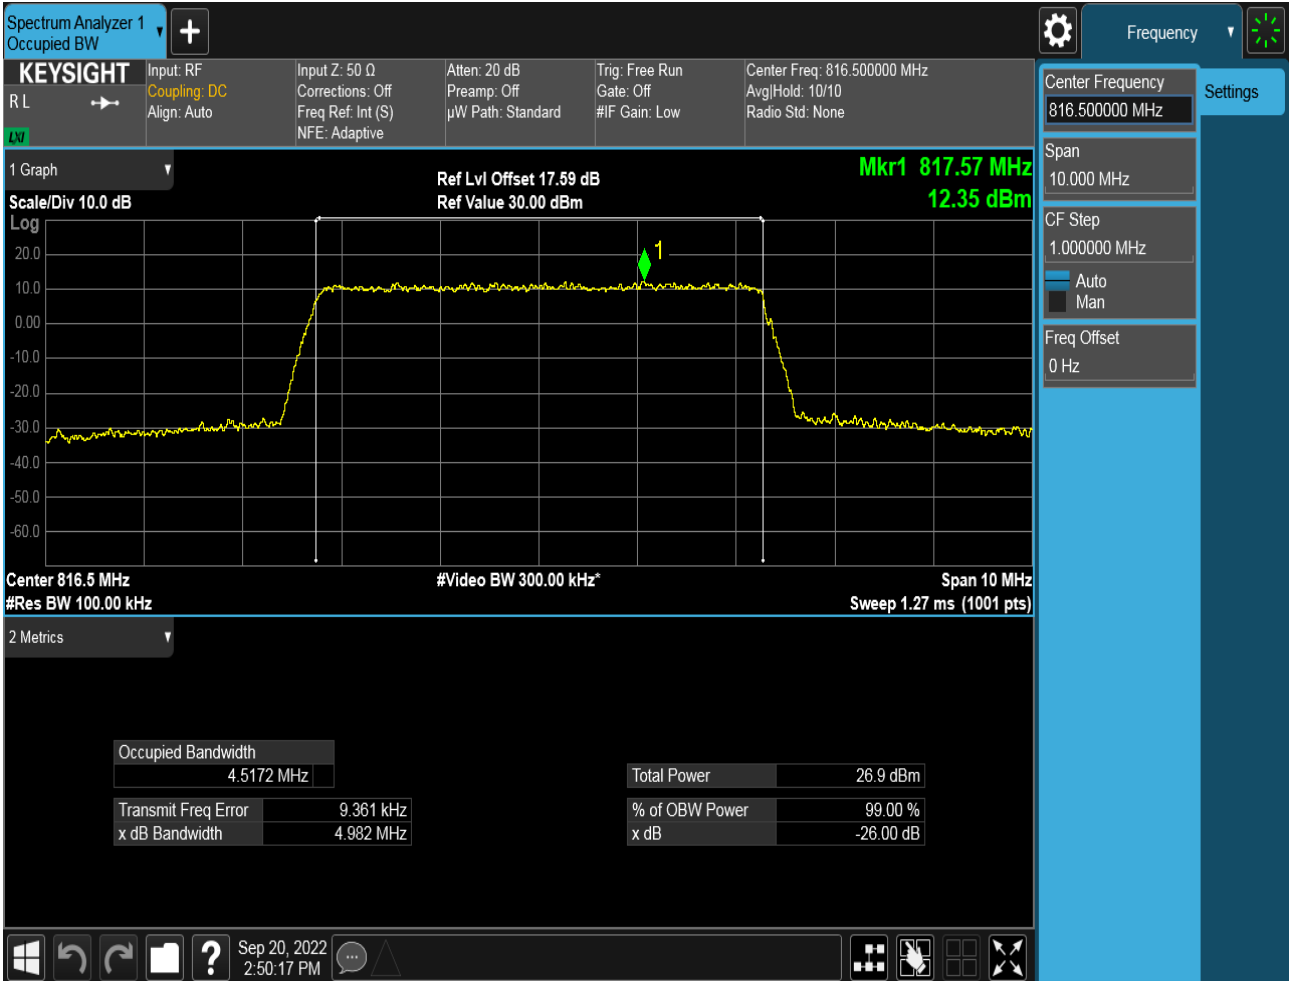 Spectrum Analyzer 1
Occupied BW
Frequency
KEYSIGHT
R L
LXI
Input: RF
Coupling: DC
Align: Auto
Input Z: 50 Ω
Corrections: Off
Freq Ref: Int (S)
NFE: Adaptive
Atten: 20 dB
Preamp: Off
µW Path: Standard
Trig: Free Run
Gate: Off
#IF Gain: Low
Center Freq: 816.500000 MHz
Avg|Hold: 10/10
Radio Std: None
Center Frequency
816.500000 MHz
Settings
Span
10.000 MHz
CF Step
1.000000 MHz
Auto
Man
Freq Offset
0 Hz
1 Graph
Scale/Div 10.0 dB
Log
Ref Lvl Offset 17.59 dB
Ref Value 30.00 dBm
Mkr1 817.57 MHz
12.35 dBm
1
20.0
10.0
0.00
-10.0
-20.0
-30.0
-40.0
-50.0
-60.0
Center 816.5 MHz
#Video BW 300.00 kHz*
Span 10 MHz
#Res BW 100.00 kHz
Sweep 1.27 ms (1001 pts)
2 Metrics
Occupied Bandwidth
4.5172 MHz
Total Power 26.9 dBm
Transmit Freq Error 9.361 kHz
% of OBW Power 99.00 %
x dB Bandwidth 4.982 MHz
x dB -26.00 dB
?
Sep 20, 2022
2:50:17 PM